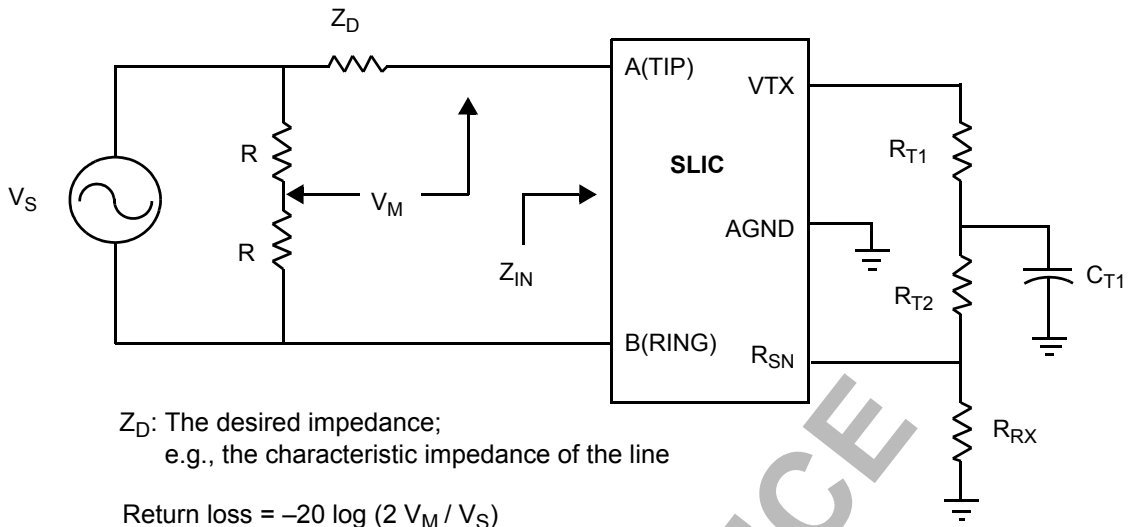 Z_D
A(TIP)
VTX
R_T1
R
SLIC
V_S
V_M
AGND
R
Z_IN
R_T2
C_T1
B(RING)
R_SN
Z_D: The desired impedance;
e.g., the characteristic impedance of the line
R_RX
Return loss = –20 log (2 V_M / V_S)